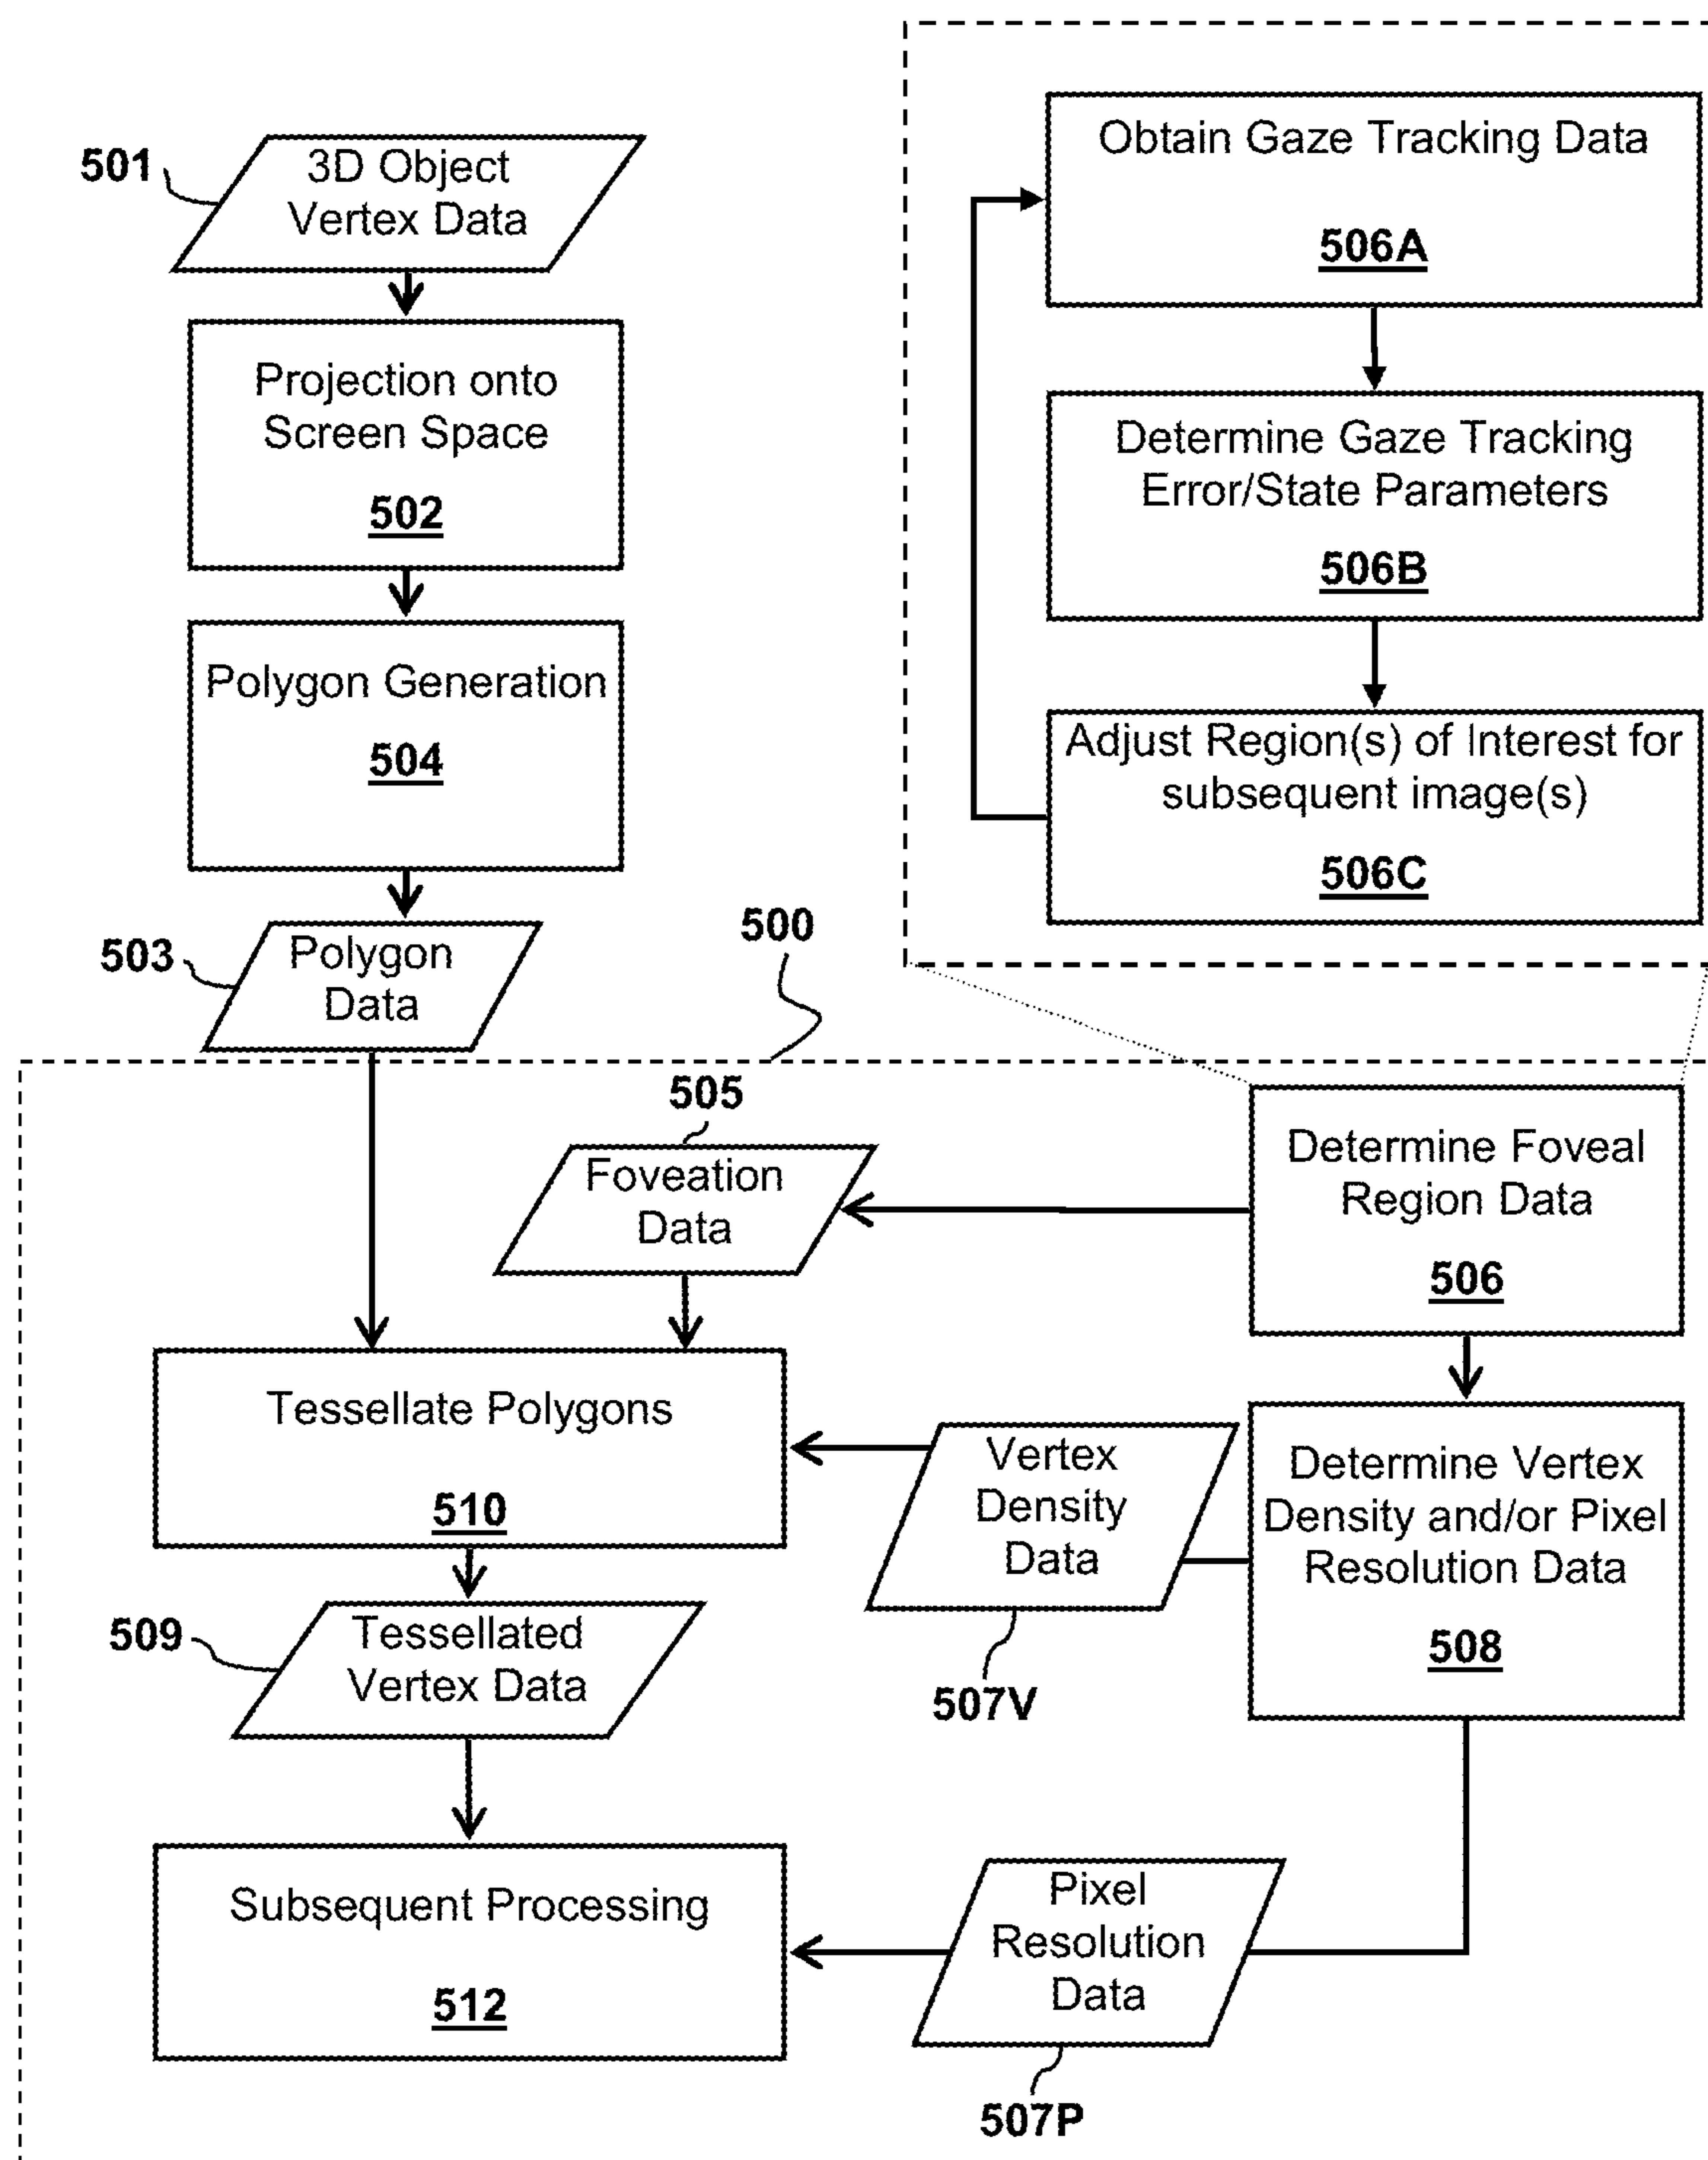 501
3D Object
Vertex Data
Projection onto
Screen Space
502
Polygon Generation
504
503
Polygon
Data
Obtain Gaze Tracking Data
506A
Determine Gaze Tracking
Error/State Parameters
506B
Adjust Region(s) of Interest for
subsequent image(s)
506C
500
505
Foveation
Data
Determine Foveal
Region Data
506
Tessellate Polygons
510
Vertex
Density
Data
507V
Determine Vertex
Density and/or Pixel
Resolution Data
508
509
Tessellated
Vertex Data
Subsequent Processing
512
Pixel
Resolution
Data
507P